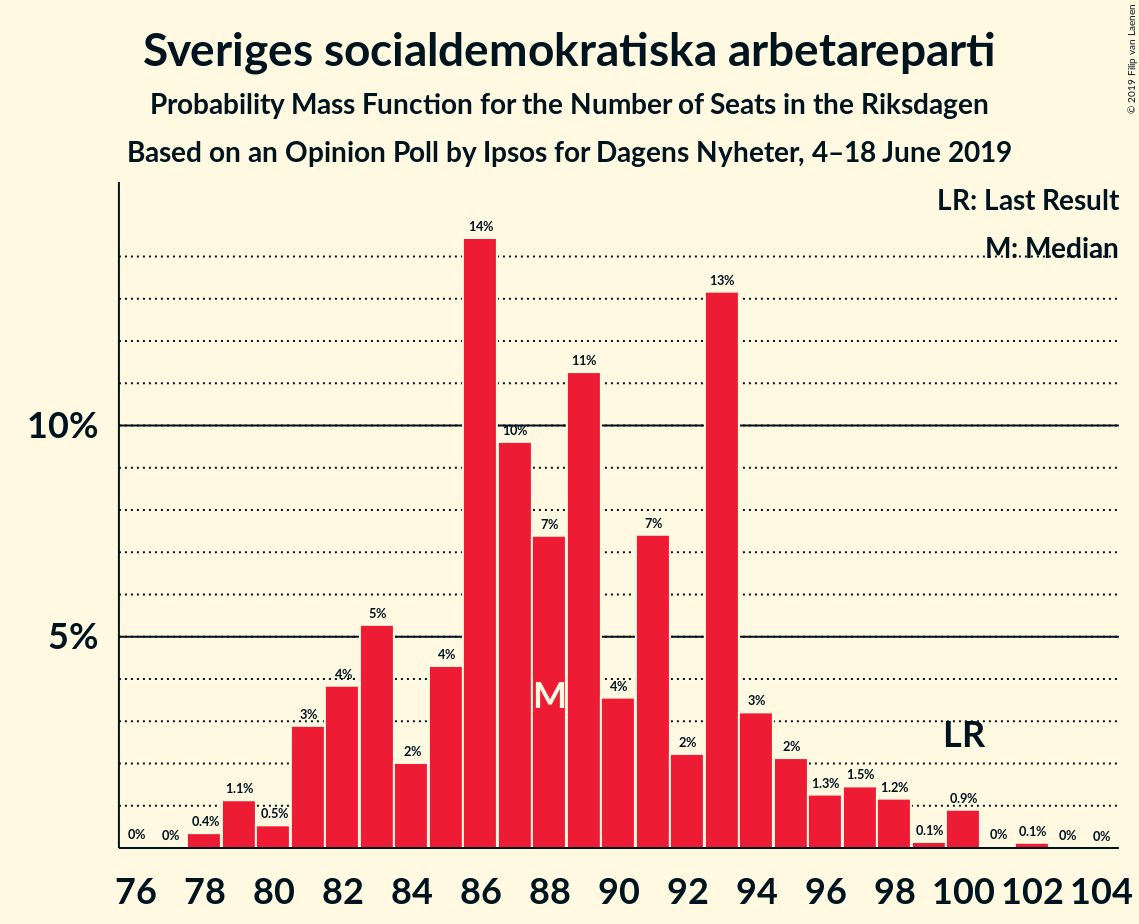 Sveriges socialdemokratiska arbetareparti
Probability Mass Function for the Number of Seats in the Riksdagen
Based on an Opinion Poll by Ipsos for Dagens Nyheter, 4–18 June 2019
© 2019 Filip van Laenen
LR: Last Result
M: Median
10%
5%
0% 0% 0.4% 1.1% 0.5% 3% 4% 5% 2% 4% 14% 10% 7% 11% 4% 7% 2% 13% 3% 2% 1.3% 1.5% 1.2% 0.1% 0.9% 0% 0.1% 0% 0%
M
LR
76 78 80 82 84 86 88 90 92 94 96 98 100 102 104